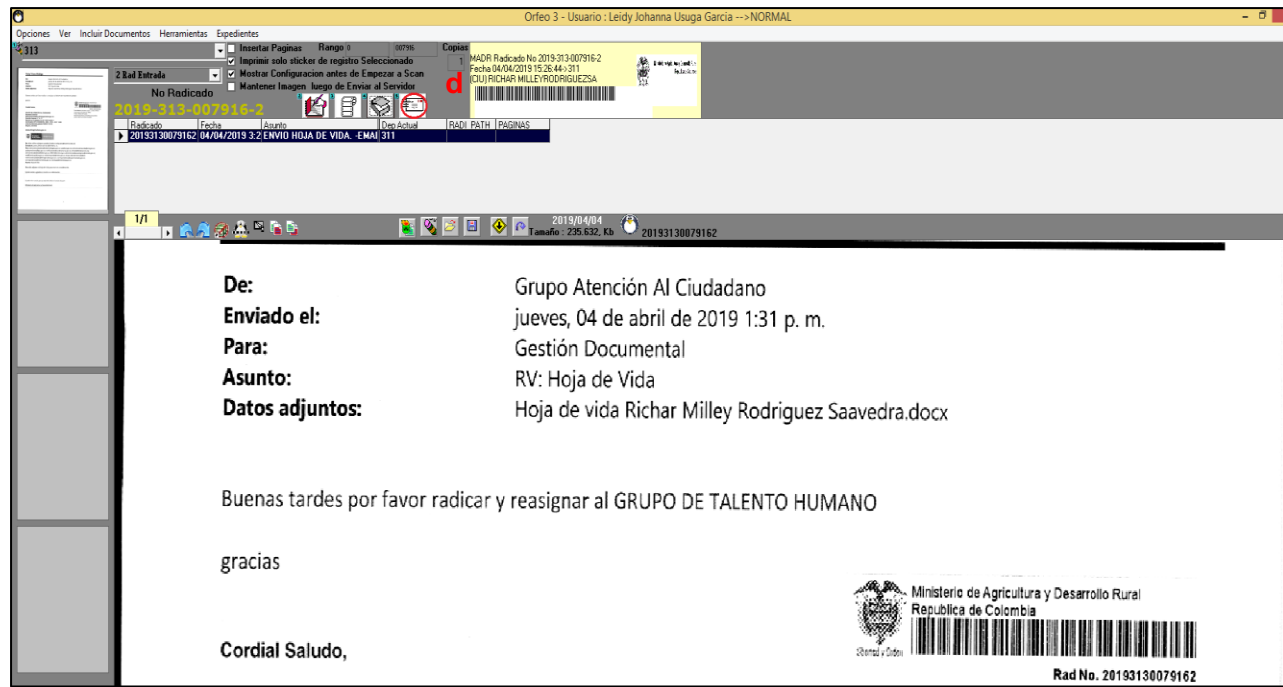 Orfeo 3 - Usuario : Leidy Johanna Usuga Garcia -->NORMAL
Opciones Ver Incluir Documentos Herramientas Expedientes
313
Insertar Paginas Rango 0 00796 Copias
Imprimir solo sticker de registro Seleccionado 1
2 Rad Entrada
Mostrar Configuracion antes de Empezar a Scan
Mantener Imagen luego de Enviar al Servidor
d
MADR Radicado No 2019-313-007916-2
Fecha 04/04/2019 15:26:44->311
(CIU) RICHAR MILLEYRODRIGUEZSA
No Radicado
2019-313-007916-2
Radicado Fecha Asunto Dep Actual RADI PATH PAGINAS
20193130079162 04/04/2019 3:2 ENVIO HOJA DE VIDA. -EMAI 311
1/1
2019/04/04
Tamaño : 235.632, Kb
20193130079162
De: Grupo Atención Al Ciudadano
Enviado el: jueves, 04 de abril de 2019 1:31 p. m.
Para: Gestión Documental
Asunto: RV: Hoja de Vida
Datos adjuntos: Hoja de vida Richar Milley Rodriguez Saavedra.docx
Buenas tardes por favor radicar y reasignar al GRUPO DE TALENTO HUMANO
gracias
Cordial Saludo,
Ministerio de Agricultura y Desarrollo Rural
Republica de Colombia
Libertad y Orden
Rad No. 20193130079162